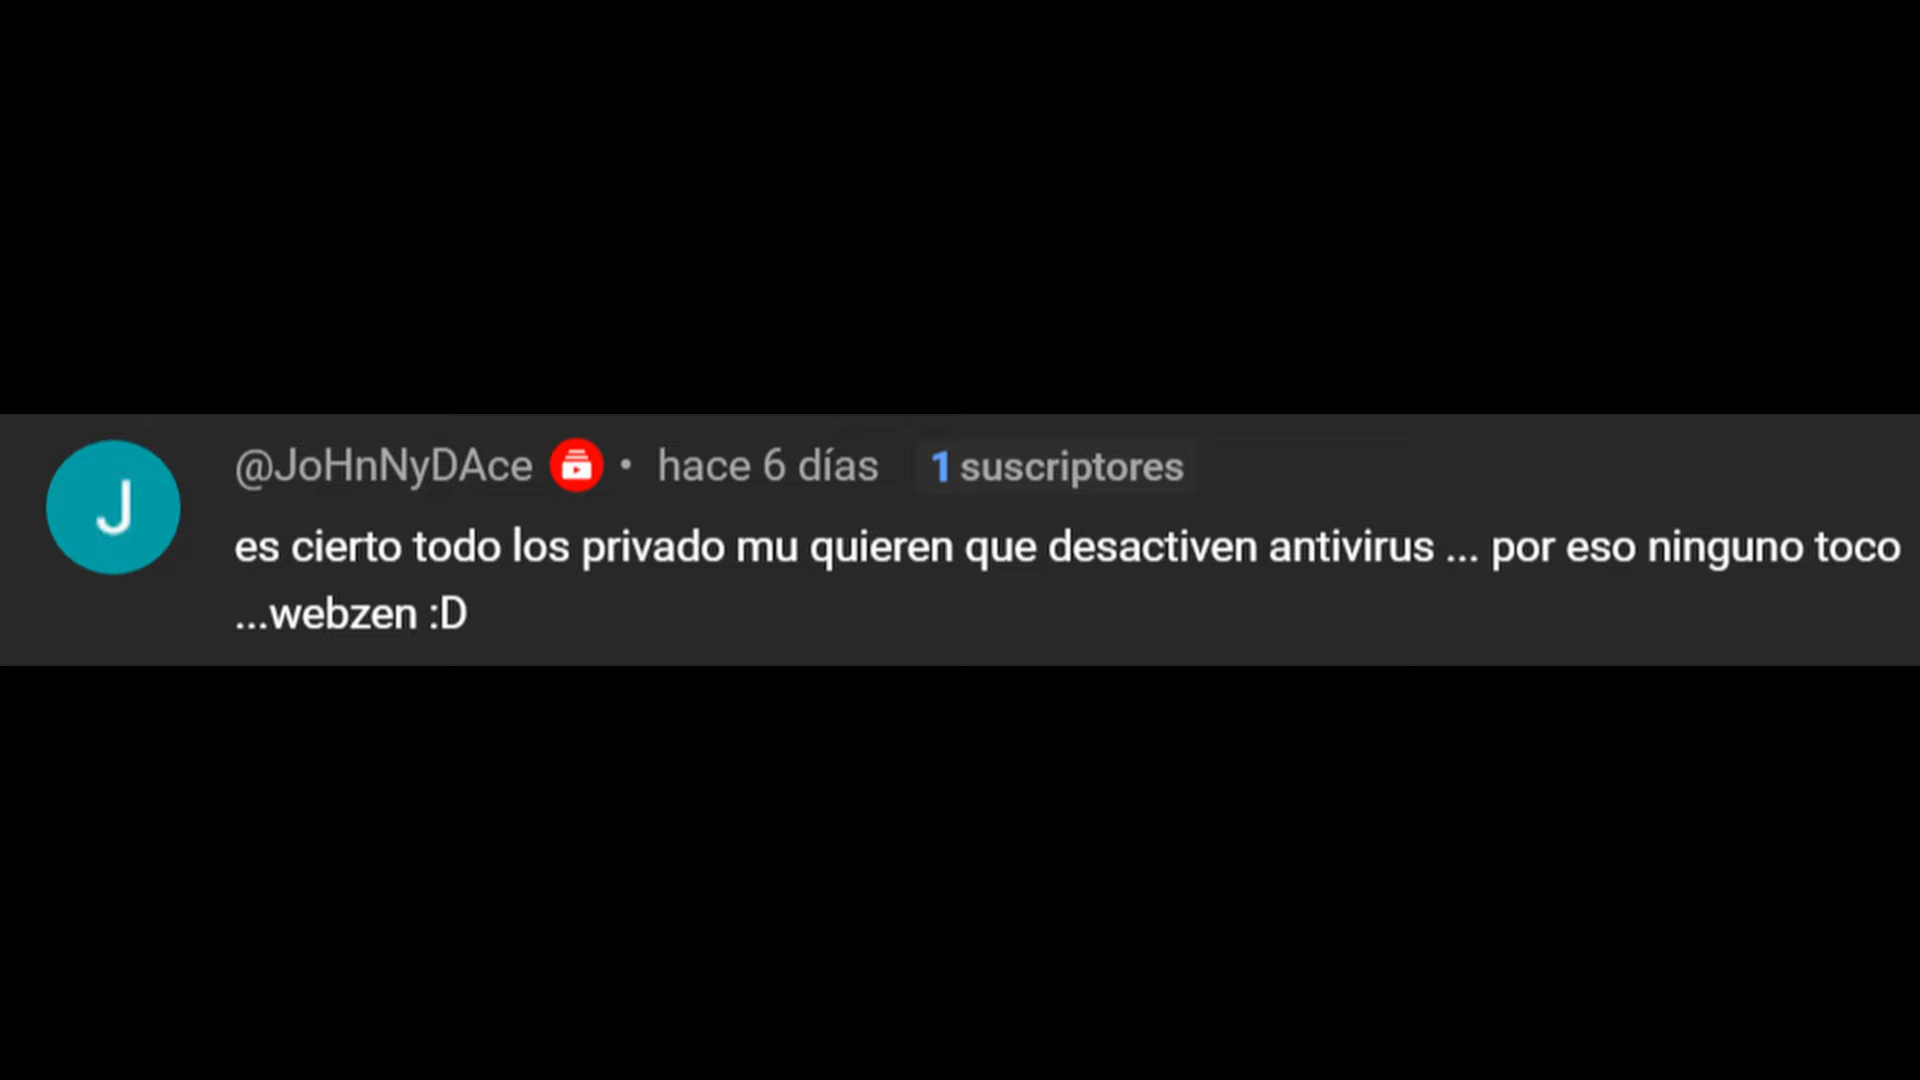 J
@JoHnNyDAce • hace 6 días 1 suscriptores
es cierto todo los privado mu quieren que desactiven antivirus ... por eso ninguno toco
...webzen :D